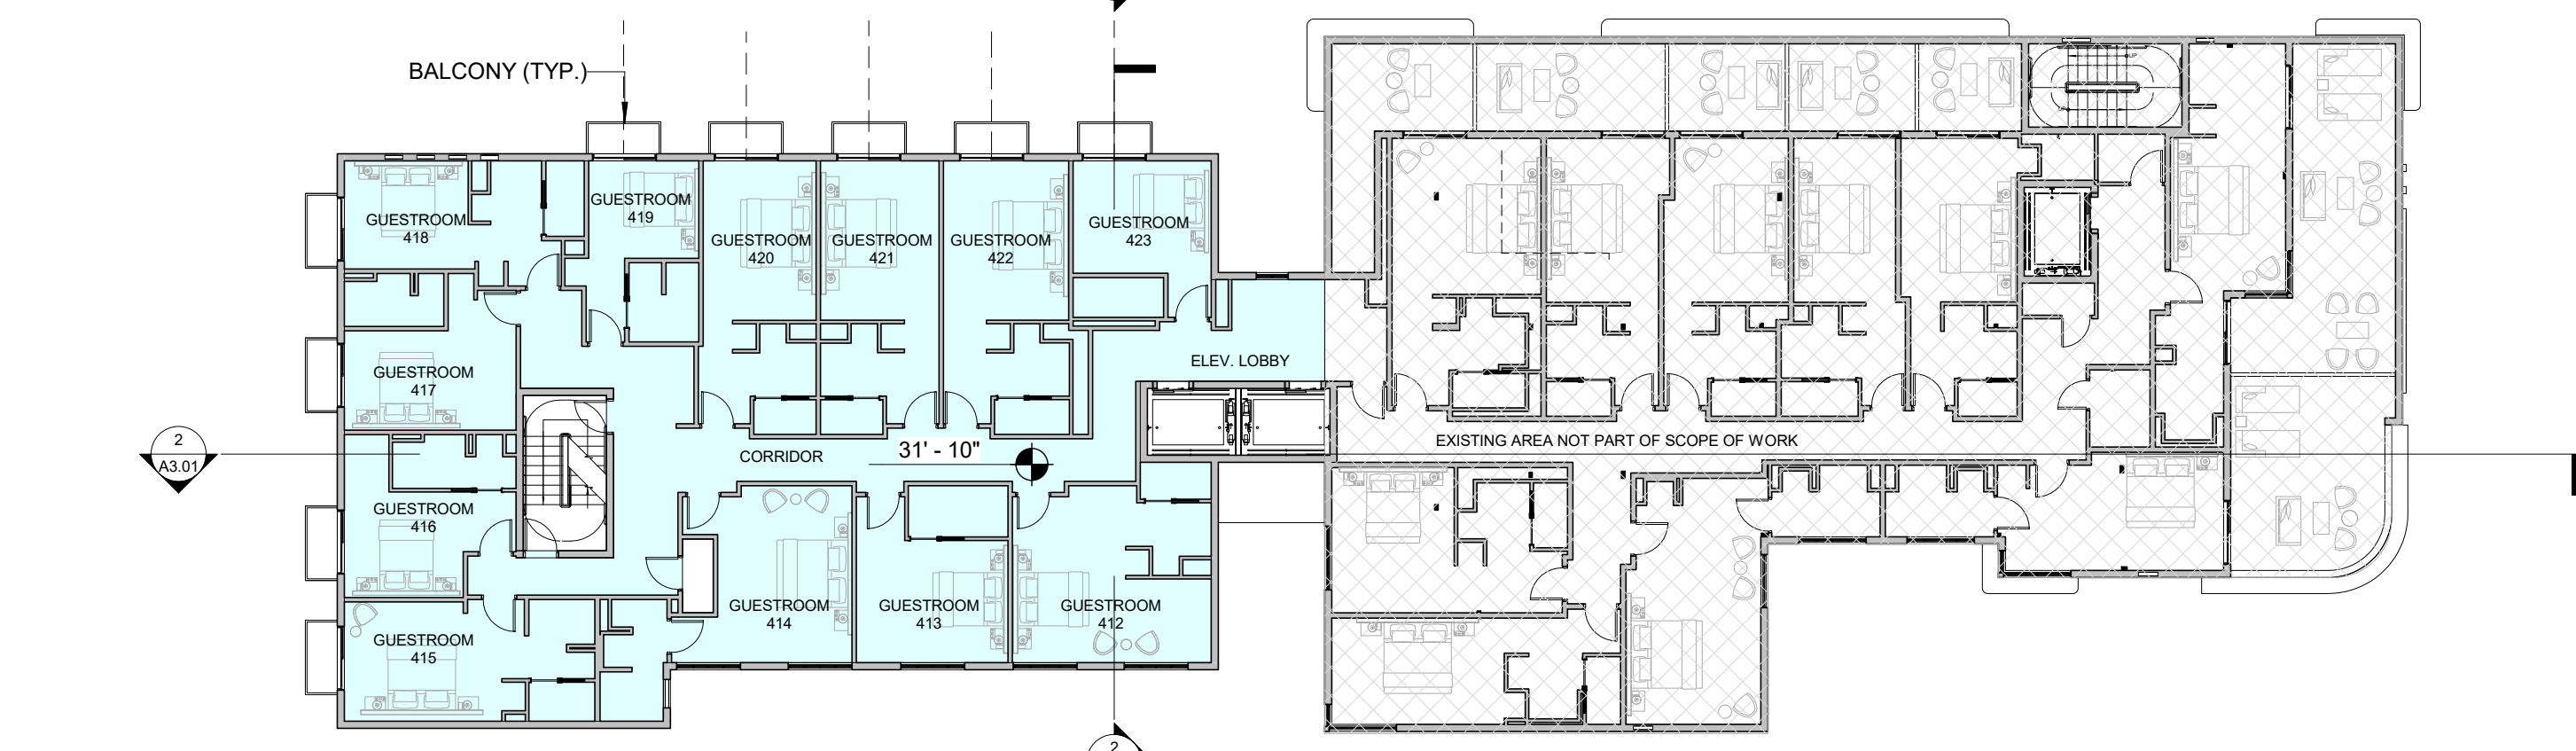 BALCONY (TYP.)
GUESTROOM
418
GUESTROOM
419
GUESTROOM
420
GUESTROOM
421
GUESTROOM
422
GUESTROOM
423
ELEV. LOBBY
GUESTROOM
417
2
A3.01
CORRIDOR
31' - 10"
EXISTING AREA NOT PART OF SCOPE OF WORK
GUESTROOM
416
GUESTROOM
415
GUESTROOM
414
GUESTROOM
413
GUESTROOM
412
2